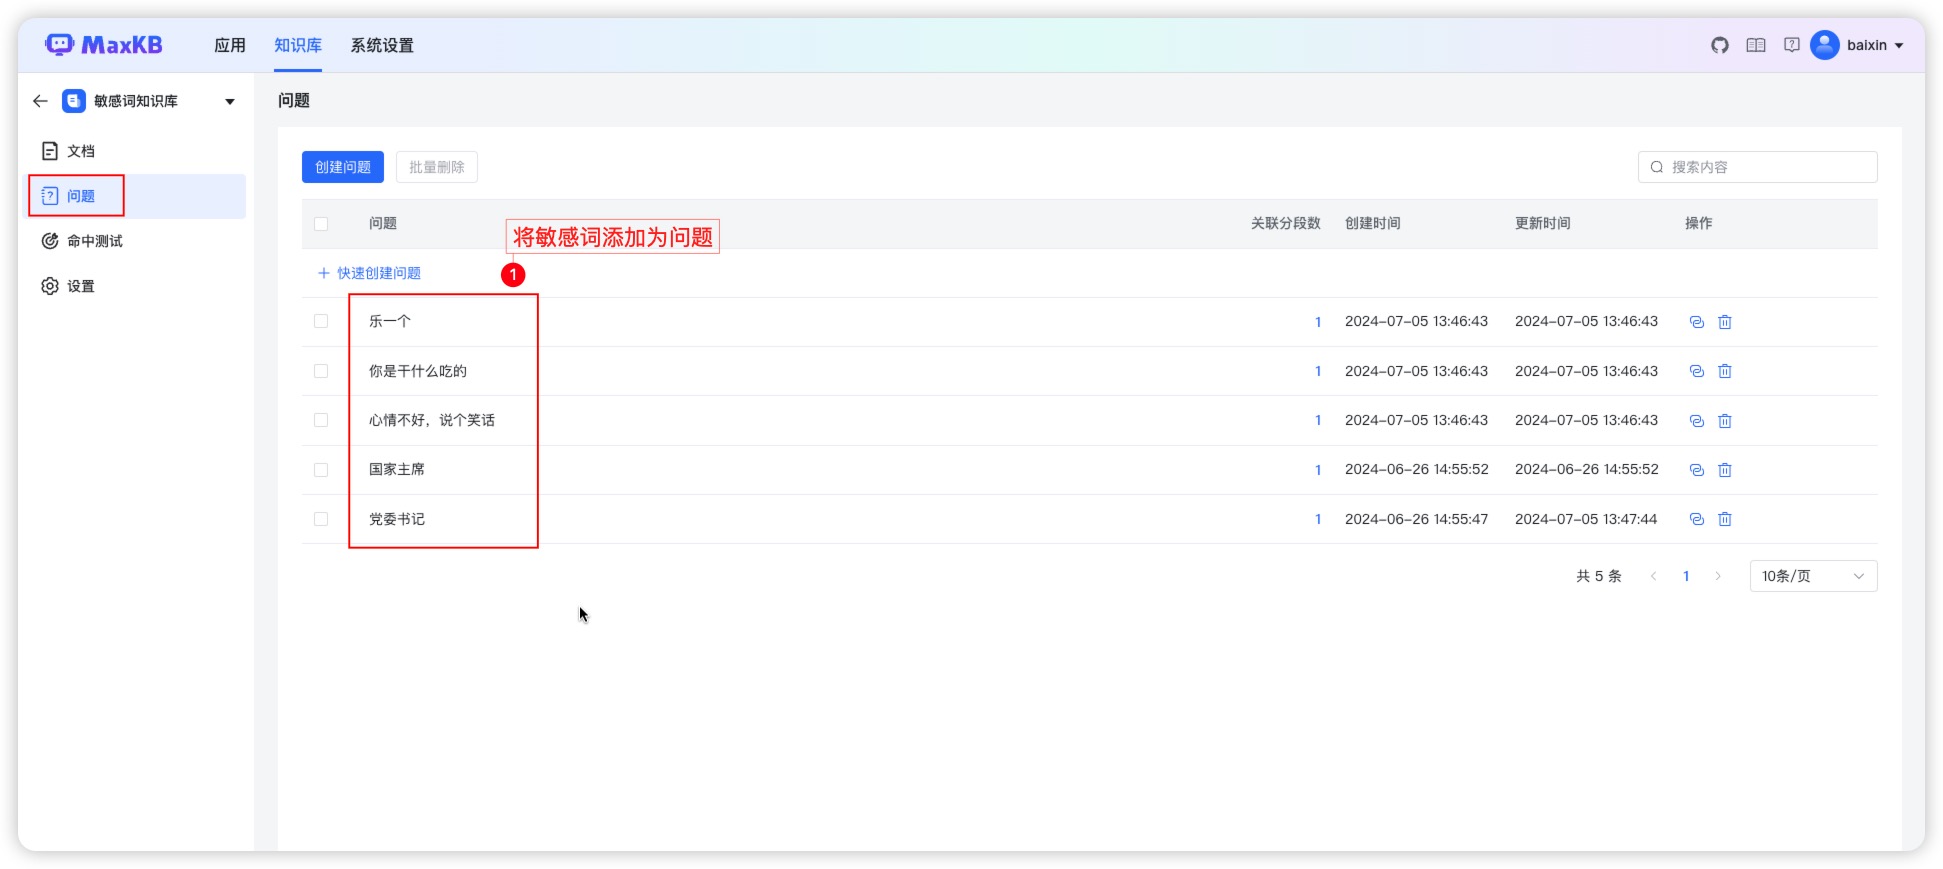 MaxKB 应用 知识库 系统设置 baixin
敏感词知识库
文档
问题
命中测试
设置
问题
创建问题 批量删除 搜索内容
问题 关联分段数 创建时间 更新时间 操作
将敏感词添加为问题
快速创建问题
1
乐一个 1 2024-07-05 13:46:43 2024-07-05 13:46:43
你是干什么吃的 1 2024-07-05 13:46:43 2024-07-05 13:46:43
心情不好，说个笑话 1 2024-07-05 13:46:43 2024-07-05 13:46:43
国家主席 1 2024-06-26 14:55:52 2024-06-26 14:55:52
党委书记 1 2024-06-26 14:55:47 2024-07-05 13:47:44
共 5 条 1 10条/页